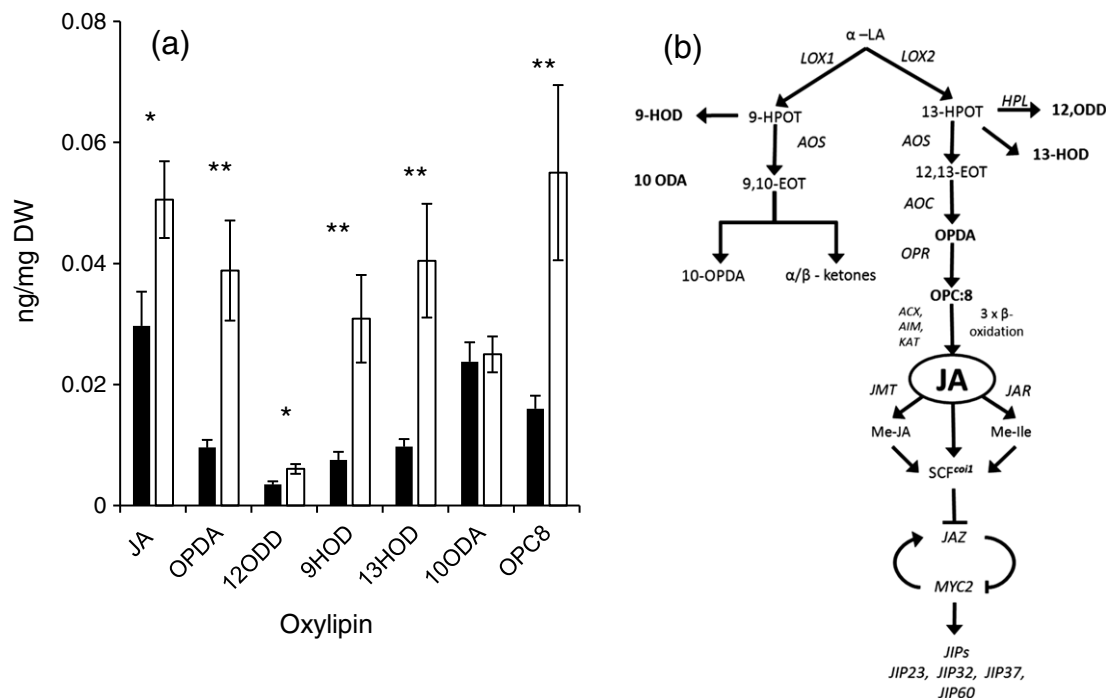 (a)
0.08
0.06
0.04
0.02
0
ng/mg DW
*
**
*
**
**
**
JA
OPDA
12ODD
9HOD
13HOD
10ODA
OPC8
Oxylipin
(b)
α –LA
LOX1
LOX2
9-HOD
9-HPOT
13-HPOT
HPL
12,ODD
AOS
AOS
13-HOD
10 ODA
9,10-EOT
12,13-EOT
AOC
OPDA
10-OPDA
α/β - ketones
OPR
OPC:8
ACX,
AIM,
KAT
3 x β-
oxidation
JA
JMT
JAR
Me-JA
Me-Ile
SCFcoi1
JAZ
MYC2
JIPs
JIP23, JIP32, JIP37,
JIP60